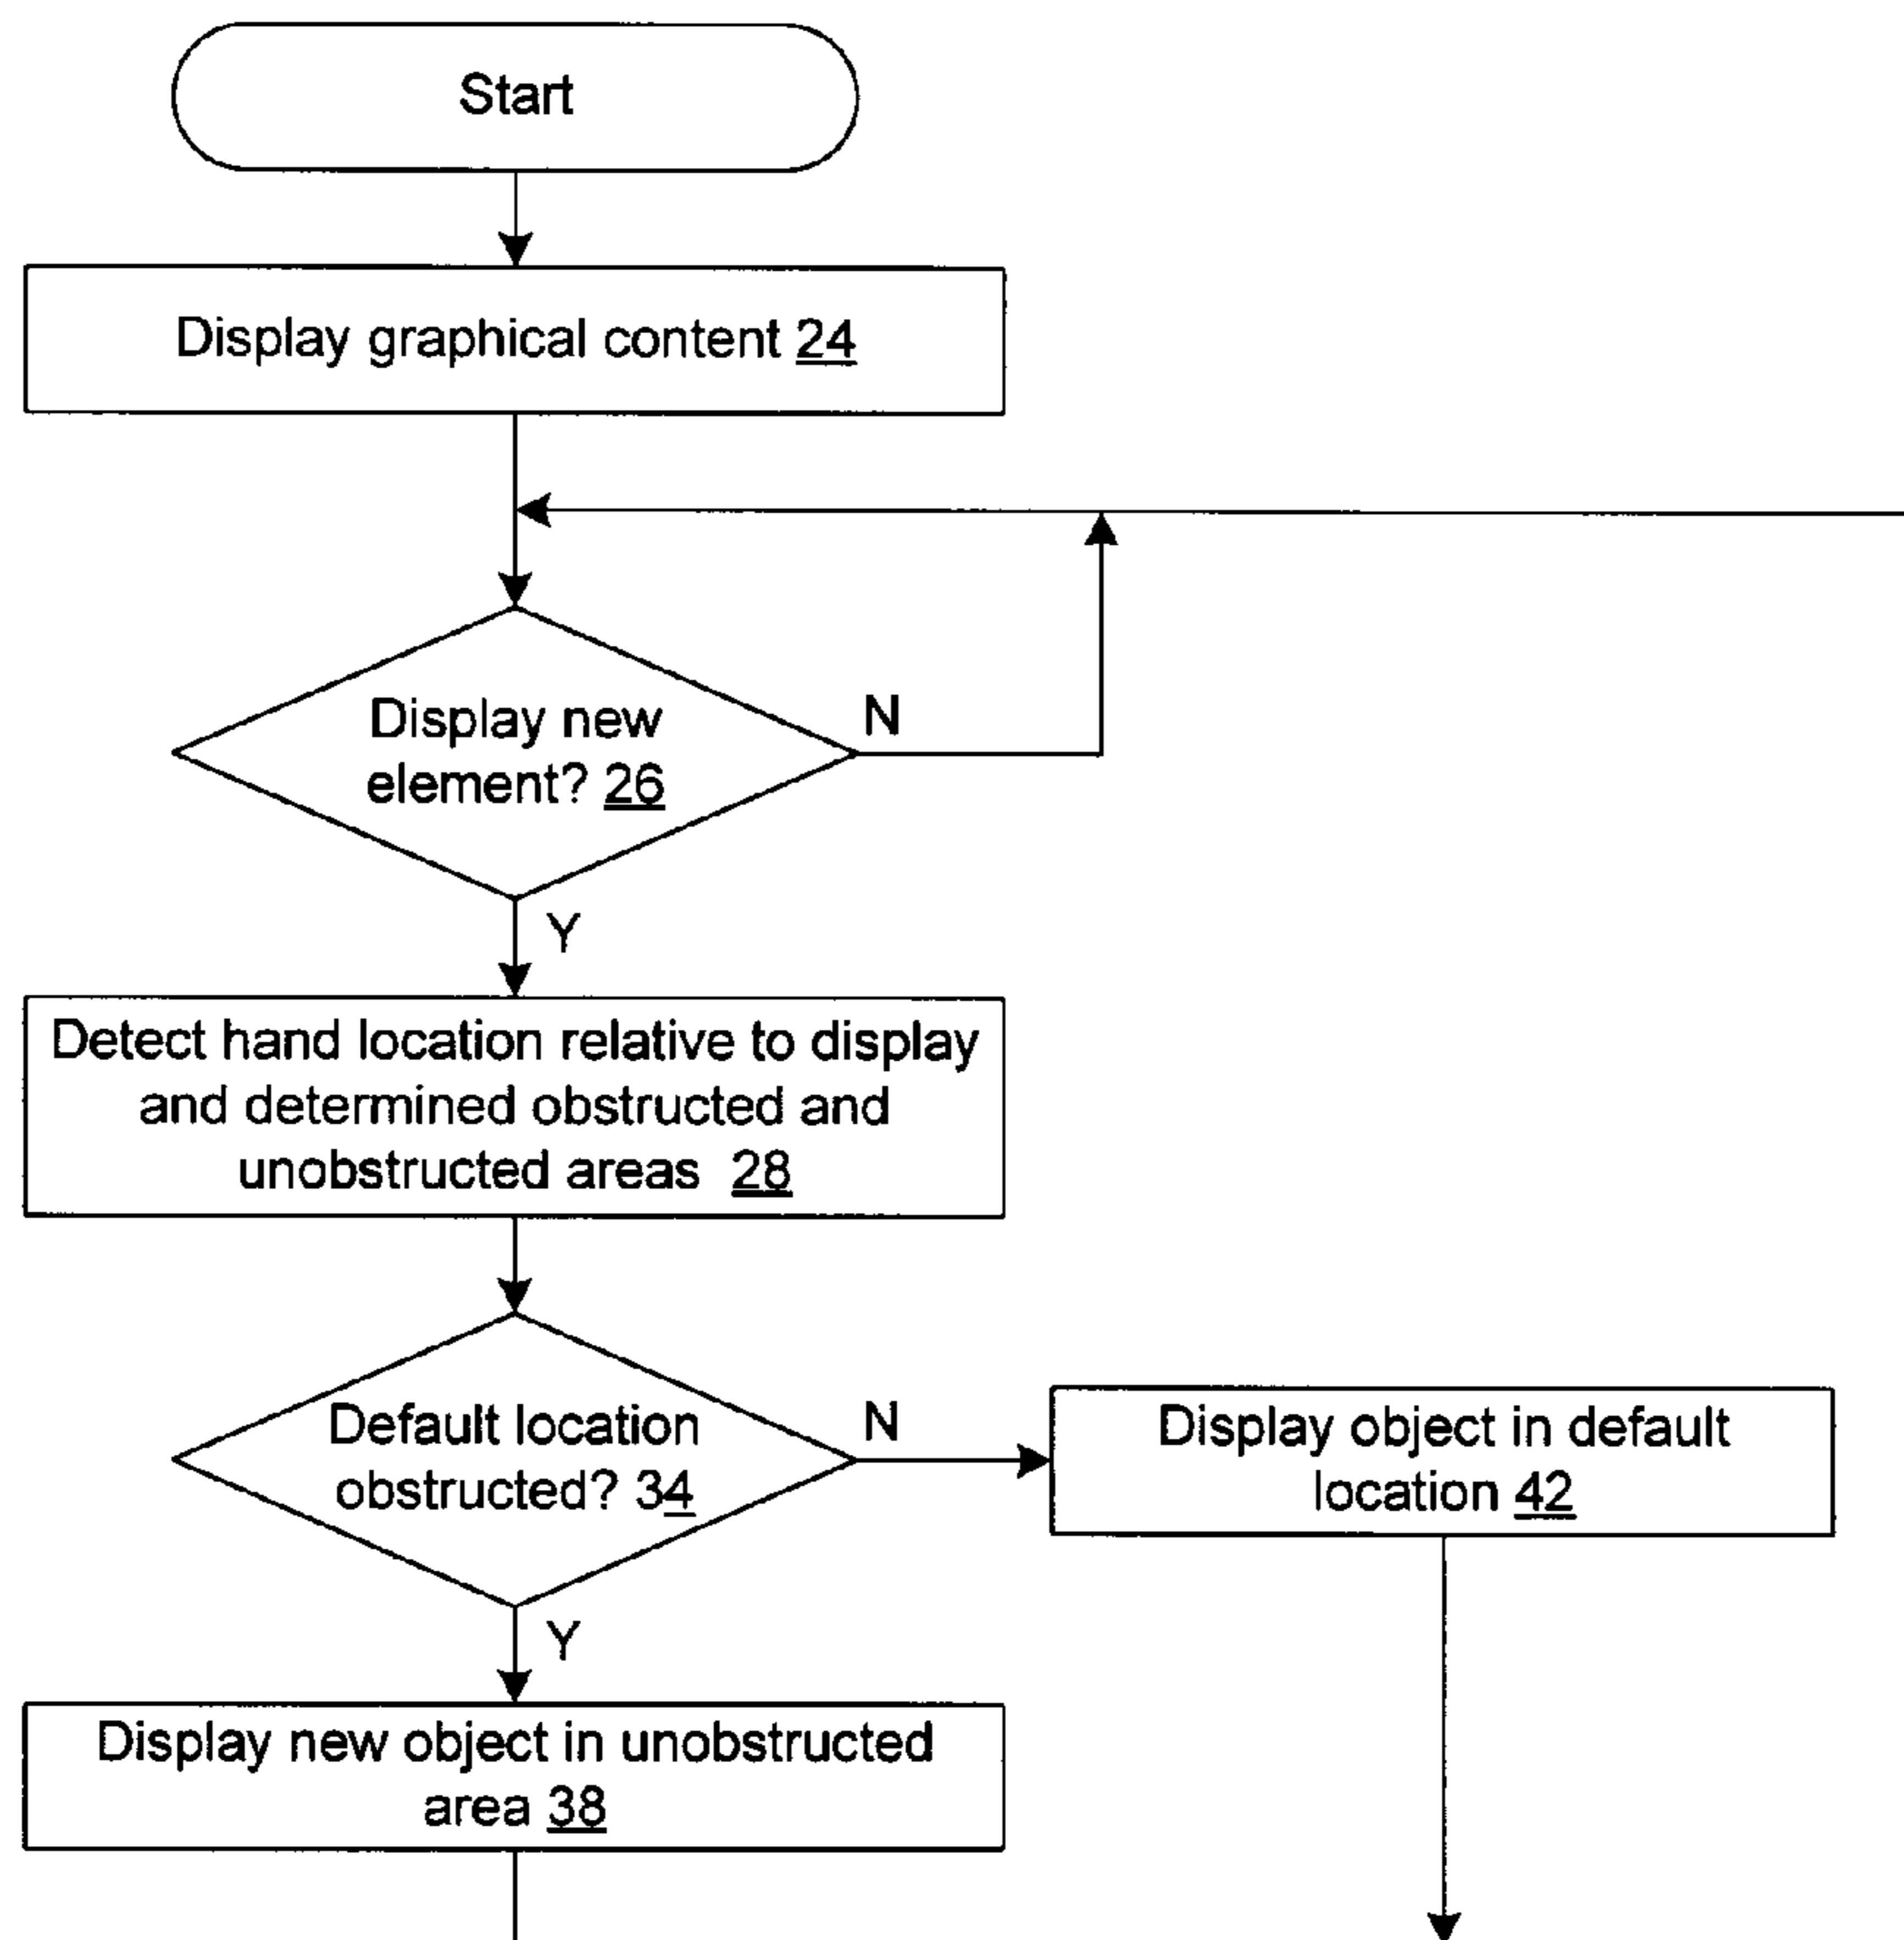 Start
Display graphical content 24
Display new
element? 26
N
Y
Detect hand location relative to display
and determined obstructed and
unobstructed areas 28
Default location
obstructed? 34
N
Display object in default
location 42
Y
Display new object in unobstructed
area 38